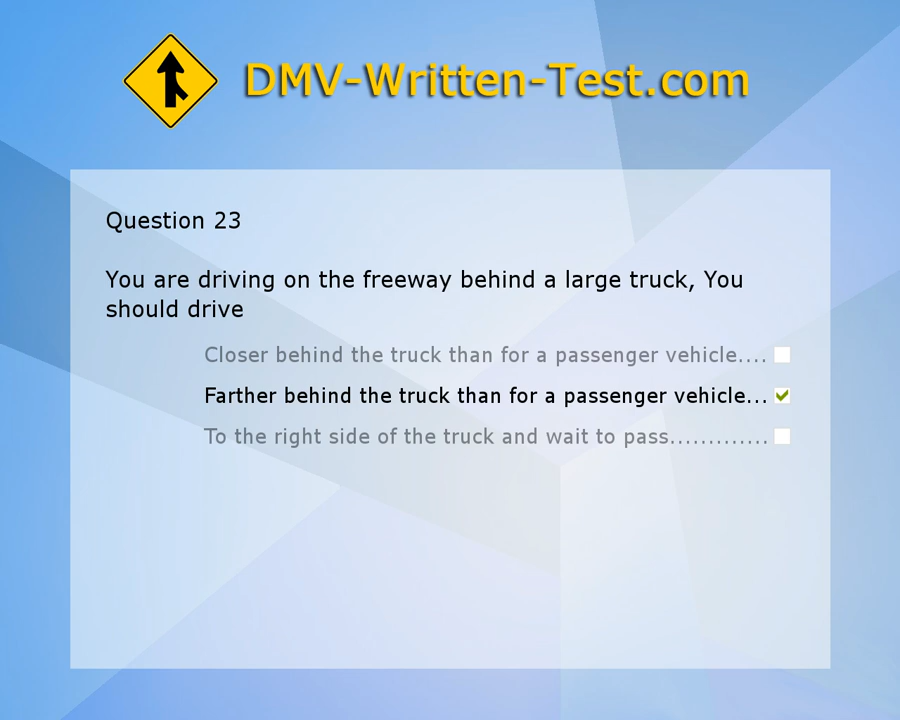 DMV-Written-Test.com
Question 23
You are driving on the freeway behind a large truck, You
should drive
Closer behind the truck than for a passenger vehicle....
Farther behind the truck than for a passenger vehicle...
To the right side of the truck and wait to pass.............